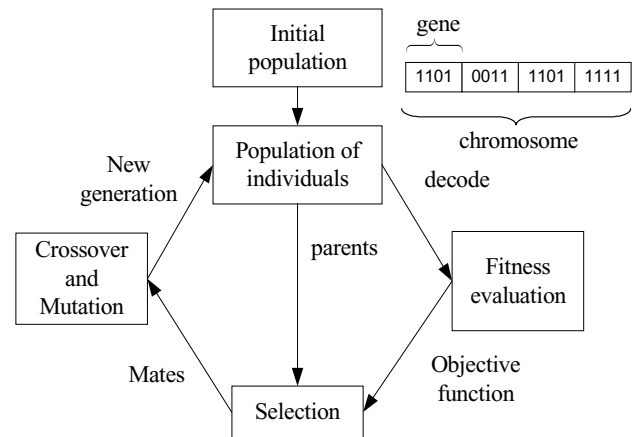 Initial
population
gene
1101 0011 1101 1111
chromosome
Population of
individuals
New
generation
decode
parents
Crossover
and
Mutation
Fitness
evaluation
Mates
Objective
function
Selection